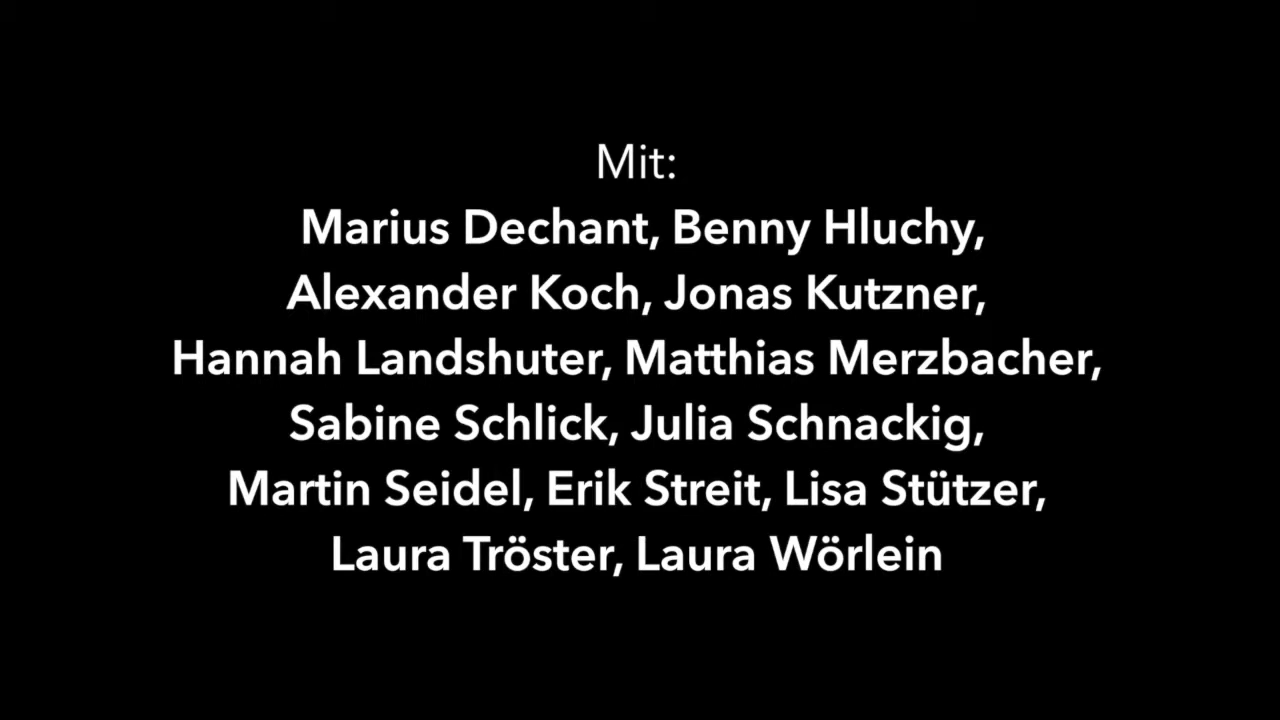 Mit:
Marius Dechant, Benny Hluchy,
Alexander Koch, Jonas Kutzner,
Hannah Landshuter, Matthias Merzbacher,
Sabine Schlick, Julia Schnackig,
Martin Seidel, Erik Streit, Lisa Stützer,
Laura Tröster, Laura Wörlein